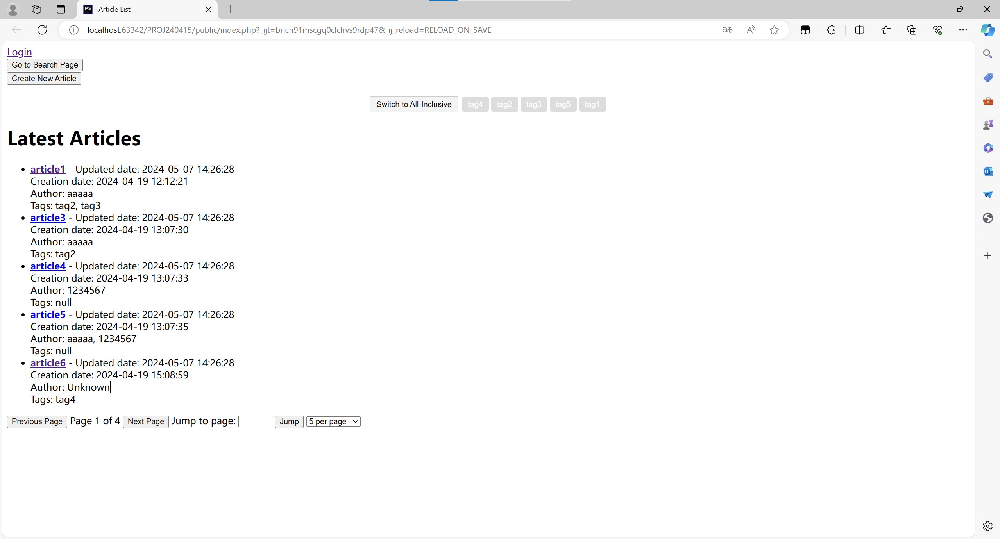 Article List
localhost:63342/PROJ240415/public/index.php?_ijt=brlcn91mscgq0clclrvs9rdp47&_ij_reload=RELOAD_ON_SAVE
Login
Go to Search Page
Create New Article
Switch to All-Inclusive tag4 tag2 tag3 tag5 tag1
Latest Articles
article1 - Updated date: 2024-05-07 14:26:28
Creation date: 2024-04-19 12:12:21
Author: aaaaa
Tags: tag2, tag3
article3 - Updated date: 2024-05-07 14:26:28
Creation date: 2024-04-19 13:07:30
Author: aaaaa
Tags: tag2
article4 - Updated date: 2024-05-07 14:26:28
Creation date: 2024-04-19 13:07:33
Author: 1234567
Tags: null
article5 - Updated date: 2024-05-07 14:26:28
Creation date: 2024-04-19 13:07:35
Author: aaaaa, 1234567
Tags: null
article6 - Updated date: 2024-05-07 14:26:28
Creation date: 2024-04-19 15:08:59
Author: Unknown
Tags: tag4
Previous Page Page 1 of 4 Next Page Jump to page: Jump 5 per page